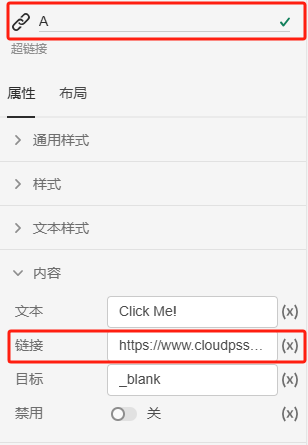 A
超链接
属性 布局
通用样式
样式
文本样式
内容
文本 Click Me! (x)
链接 https://www.cloudpss... (x)
目标 _blank (x)
禁用 关 (x)